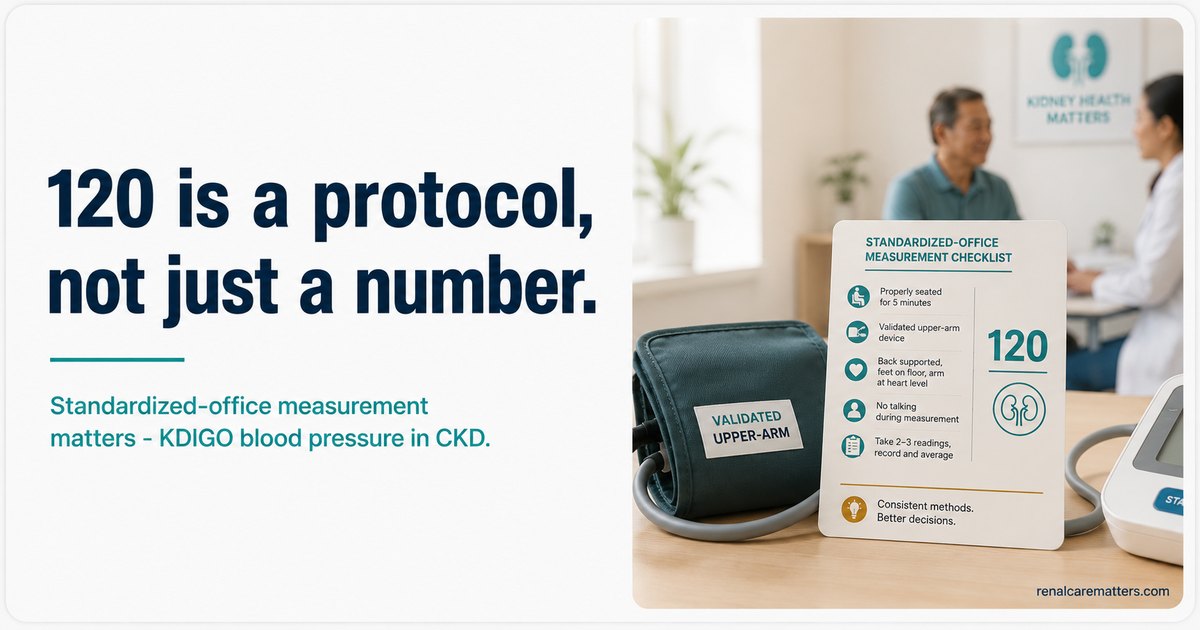 120 is a protocol,
not just a number.
Standardized-office measurement
matters - KDIGO blood pressure in CKD.
KIDNEY HEALTH
MATTERS
STANDARDIZED-OFFICE
MEASUREMENT CHECKLIST
Properly seated
for 5 minutes
Validated upper-arm
device
Back supported,
feet on floor, arm
at heart level
No talking
during measurement
Take 2–3 readings,
record and average
120
Consistent methods.
Better decisions.
VALIDATED
UPPER-ARM
STA
renalcarematters.com